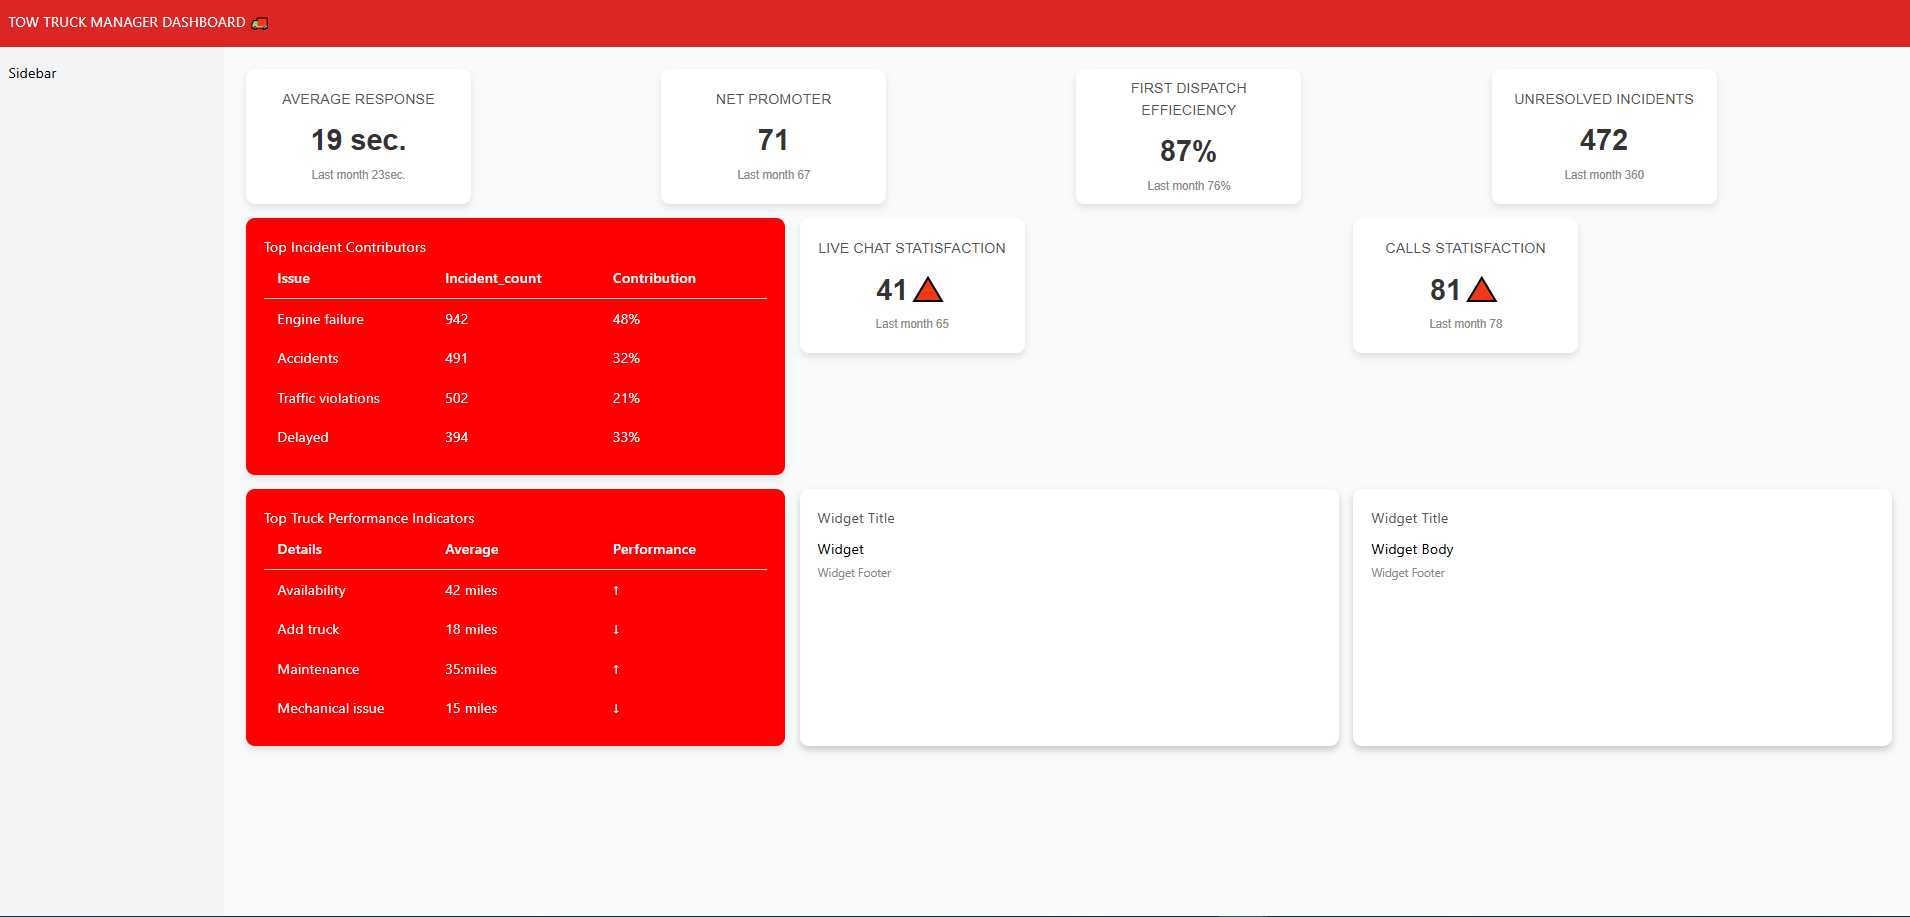 TOW TRUCK MANAGER DASHBOARD 🚚
Sidebar
AVERAGE RESPONSE
19 sec.
Last month 23sec.
NET PROMOTER
71
Last month 67
FIRST DISPATCH
EFFIECIENCY
87%
Last month 76%
UNRESOLVED INCIDENTS
472
Last month 360
Top Incident Contributors
Issue Incident_count Contribution
Engine failure 942 48%
Accidents 491 32%
Traffic violations 502 21%
Delayed 394 33%
LIVE CHAT STATISFACTION
41🔺
Last month 65
CALLS STATISFACTION
81🔺
Last month 78
Top Truck Performance Indicators
Details Average Performance
Availability 42 miles ↑
Add truck 18 miles ↓
Maintenance 35:miles ↑
Mechanical issue 15 miles ↓
Widget Title
Widget
Widget Footer
Widget Title
Widget Body
Widget Footer